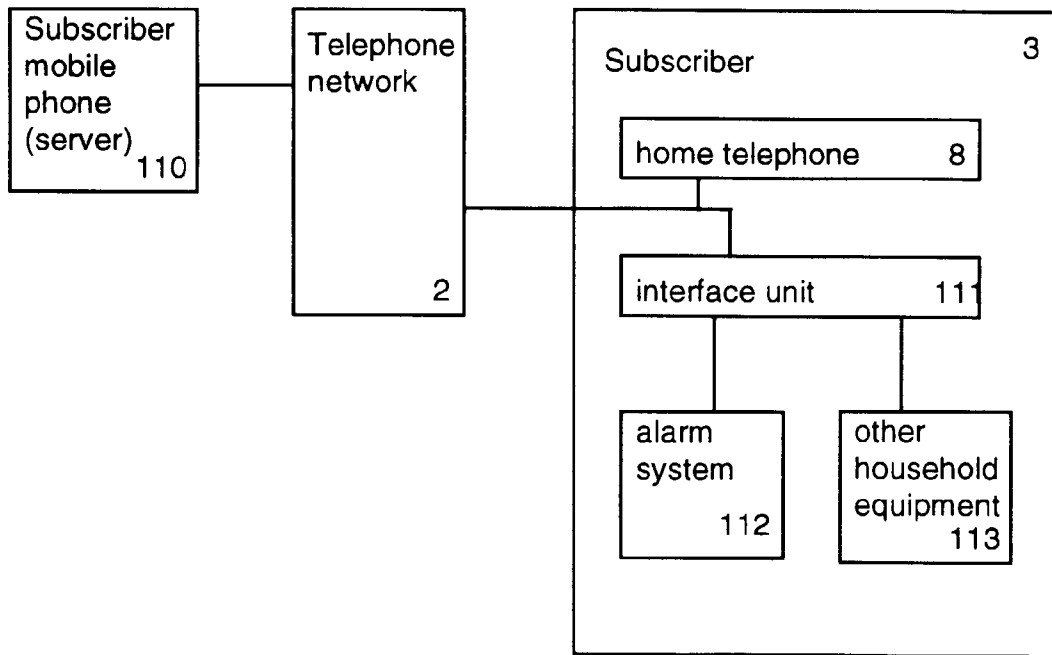 Subscriber
mobile
phone
(server)
110
Telephone
network
2
Subscriber
3
home telephone 8
interface unit 111
alarm
system
112
other
household
equipment
113